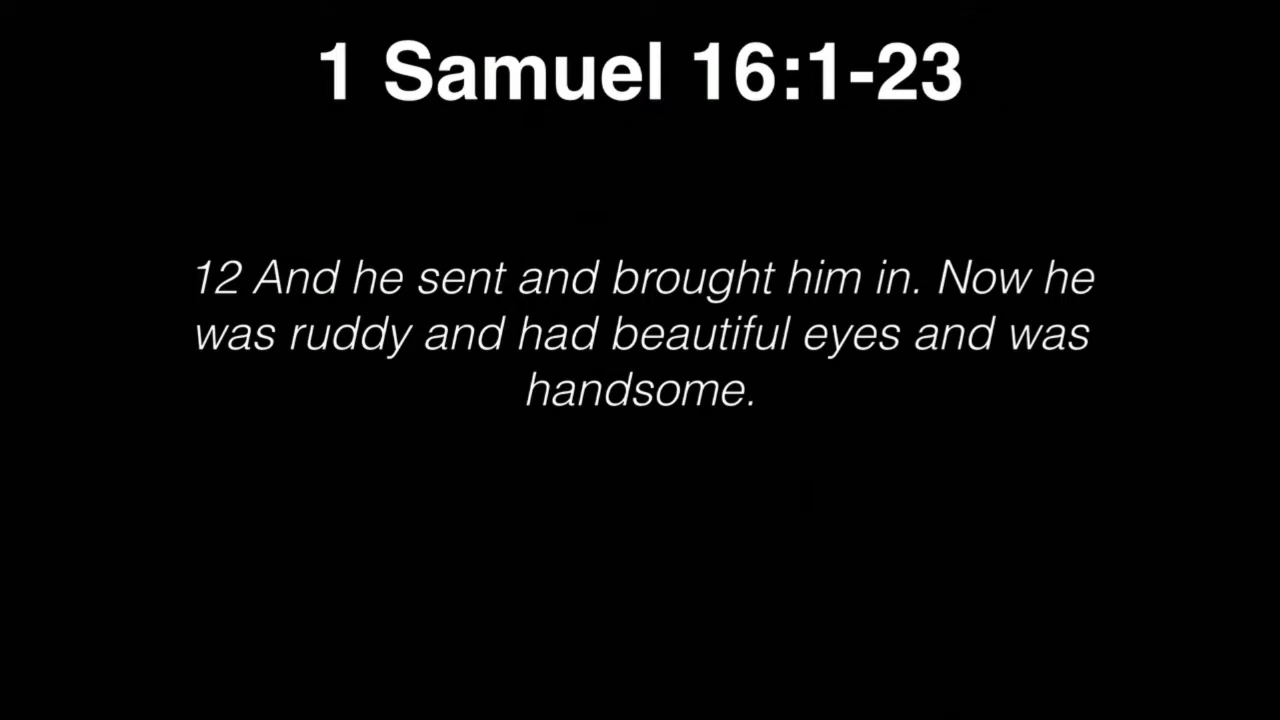 1 Samuel 16:1-23
12 And he sent and brought him in. Now he
was ruddy and had beautiful eyes and was
handsome.